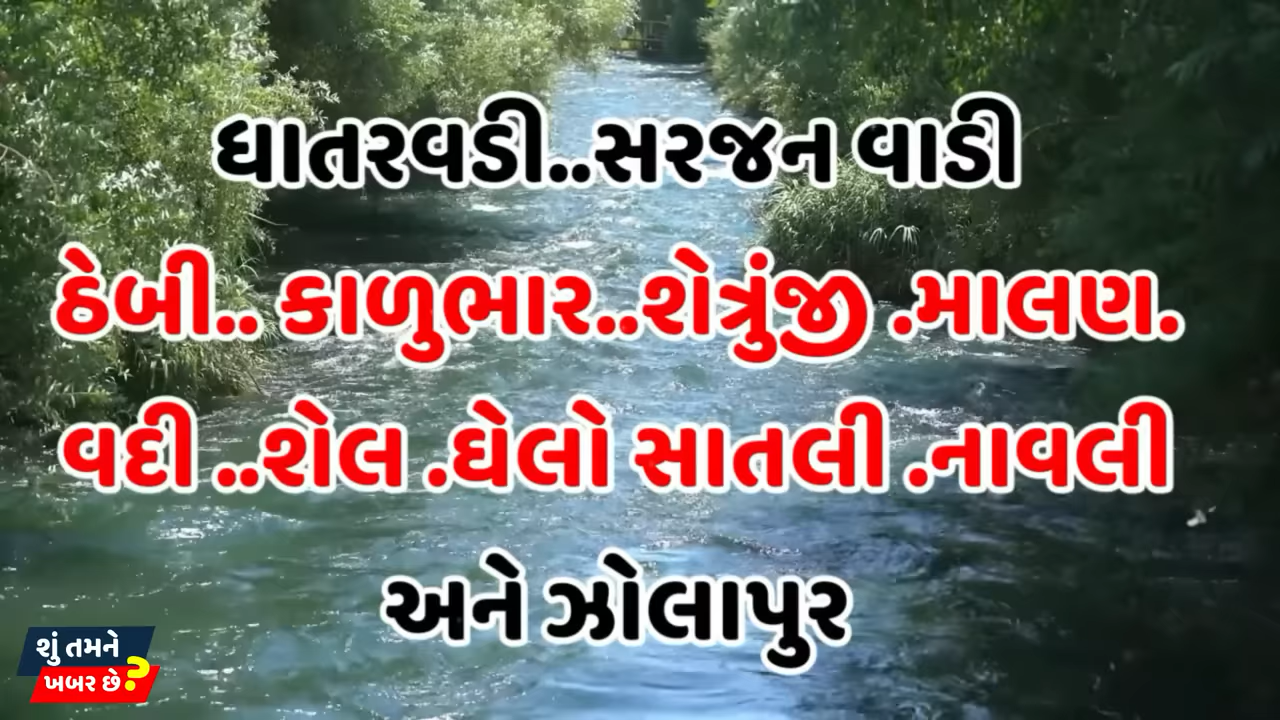 ધાતરવડી..સરજન વાડી
ઠેબી.. કાળુભાર..શેત્રુંજી .માલણ.
વદી ..શેલ .ઘેલો સાતલી .નાવલી
અને ઝોલાપુર
શું તમને
ખબર છે?